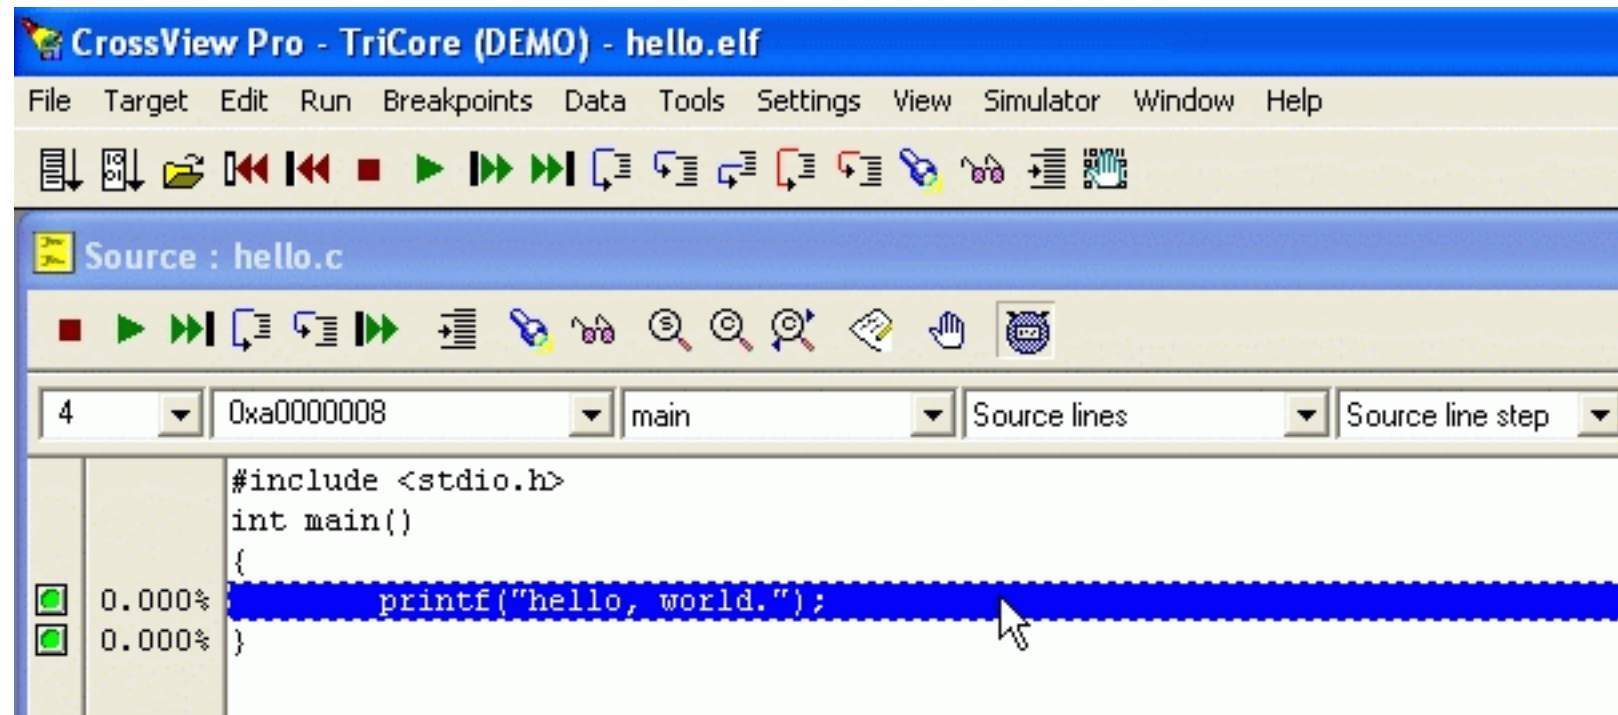 CrossView Pro - TriCore (DEMO) - hello.elf
File Target Edit Run Breakpoints Data Tools Settings View Simulator Window Help
Source : hello.c
4 0xa0000008 main Source lines Source line step
#include <stdio.h>
int main()
{
0.000% printf("hello, world.");
0.000% }